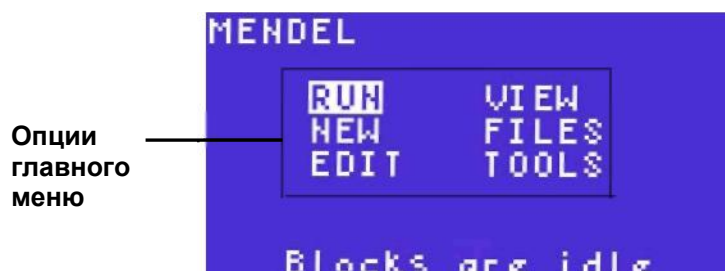 MENDEL
RUN VIEW
NEW FILES
EDIT TOOLS
Опции
главного
меню
Blocks are idle